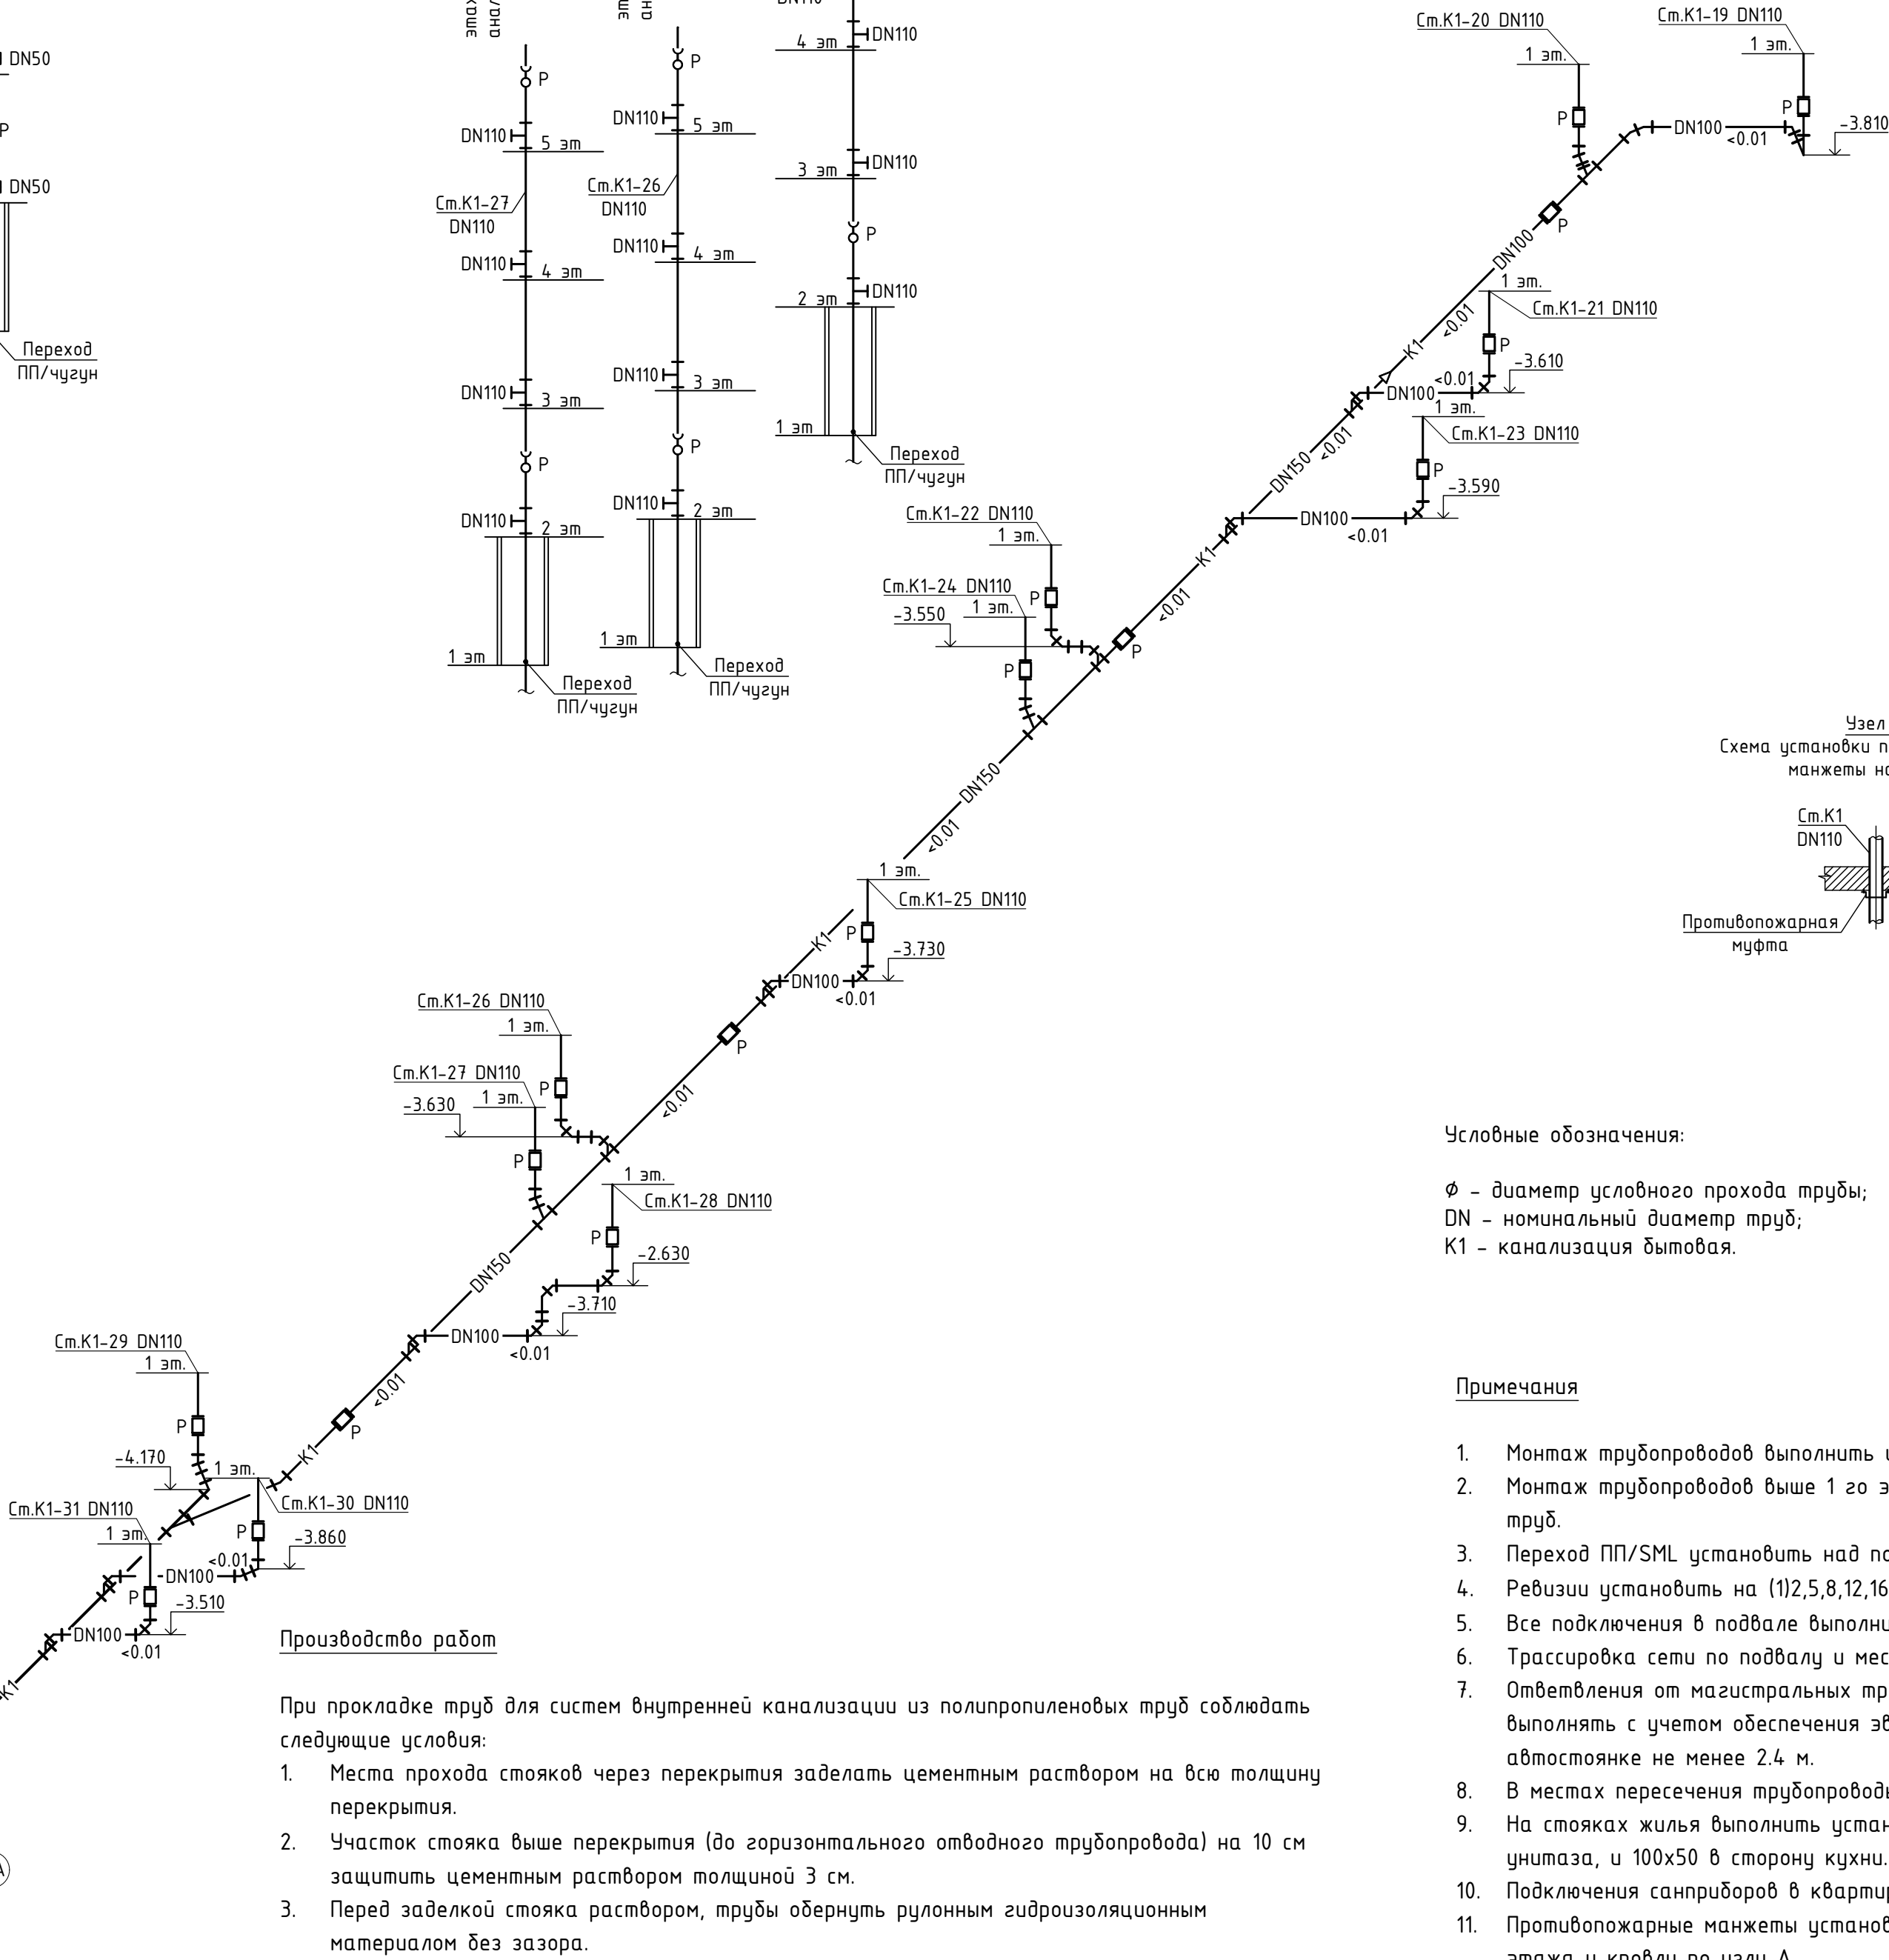 DN50
Р
DN50
Переход
ПП/чугун
этаж
Р
DN110
5 эт
Ст.К1-27
DN110
DN110
4 эт
DN110
3 эт
Р
DN110
2 эт
1 эт
Переход
ПП/чугун
Р
DN110
5 эт
Ст.К1-26
DN110
DN110
4 эт
DN110
3 эт
Р
DN110
2 эт
1 эт
Переход
ПП/чугун
DN110
DN110
4 эт
DN110
3 эт
Р
DN110
2 эт
1 эт
Переход
ПП/чугун
Ст.К1-20 DN110
1 эт.
Р
Ст.К1-19 DN110
1 эт.
Р
DN100
<0.01
-3.810
Р
DN100
<0.01
К1
1 эт.
Ст.К1-21 DN110
Р
-3.610
<0.01
DN100
1 эт.
Ст.К1-23 DN110
Р
-3.590
<0.01
DN150
DN100
<0.01
К1
<0.01
Ст.К1-22 DN110
1 эт.
Р
Ст.К1-24 DN110
1 эт.
-3.550
Р
Р
DN150
<0.01
1 эт.
Ст.К1-25 DN110
Р
К1
-3.730
DN100
<0.01
Р
Ст.К1-26 DN110
1 эт.
Р
Ст.К1-27 DN110
1 эт.
-3.630
Р
<0.01
1 эт.
Ст.К1-28 DN110
Р
-2.630
-3.710
DN150
DN100
<0.01
<0.01
Р
К1
Ст.К1-29 DN110
1 эт.
Р
-4.170
1 эт.
Ст.К1-30 DN110
Р
-3.860
<0.01
DN100
Ст.К1-31 DN110
1 эт.
Р
-3.510
DN100
<0.01
К1
А
Узел
Схема установки п
манжеты на
Ст.К1
DN110
Противопожарная
муфта
Условные обозначения:
Ø - диаметр условного прохода трубы;
DN - номинальный диаметр труб;
К1 - канализация бытовая.
Производство работ
При прокладке труб для систем внутренней канализации из полипропиленовых труб соблюдать
следующие условия:
1. Места прохода стояков через перекрытия заделать цементным раствором на всю толщину
перекрытия.
2. Участок стояка выше перекрытия (до горизонтального отводного трубопровода) на 10 см
защитить цементным раствором толщиной 3 см.
3. Перед заделкой стояка раствором, трубы обернуть рулонным гидроизоляционным
материалом без зазора.
Примечания
1. Монтаж трубопроводов выполнить
2. Монтаж трубопроводов выше 1 го э
труб.
3. Переход ПП/SML установить над по
4. Ревизии установить на (1)2,5,8,12,16
5. Все подключения в подвале выполни
6. Трассировка сети по подвалу и мес
7. Ответвления от магистральных тр
выполнять с учетом обеспечения эв
автостоянке не менее 2.4 м.
8. В местах пересечения трубопровод
9. На стояках жилья выполнить устан
унитаза, и 100х50 в сторону кухни.
10. Подключения санприборов в квартир
11. Противопожарные манжеты установ
этажа и кровли по узлу А